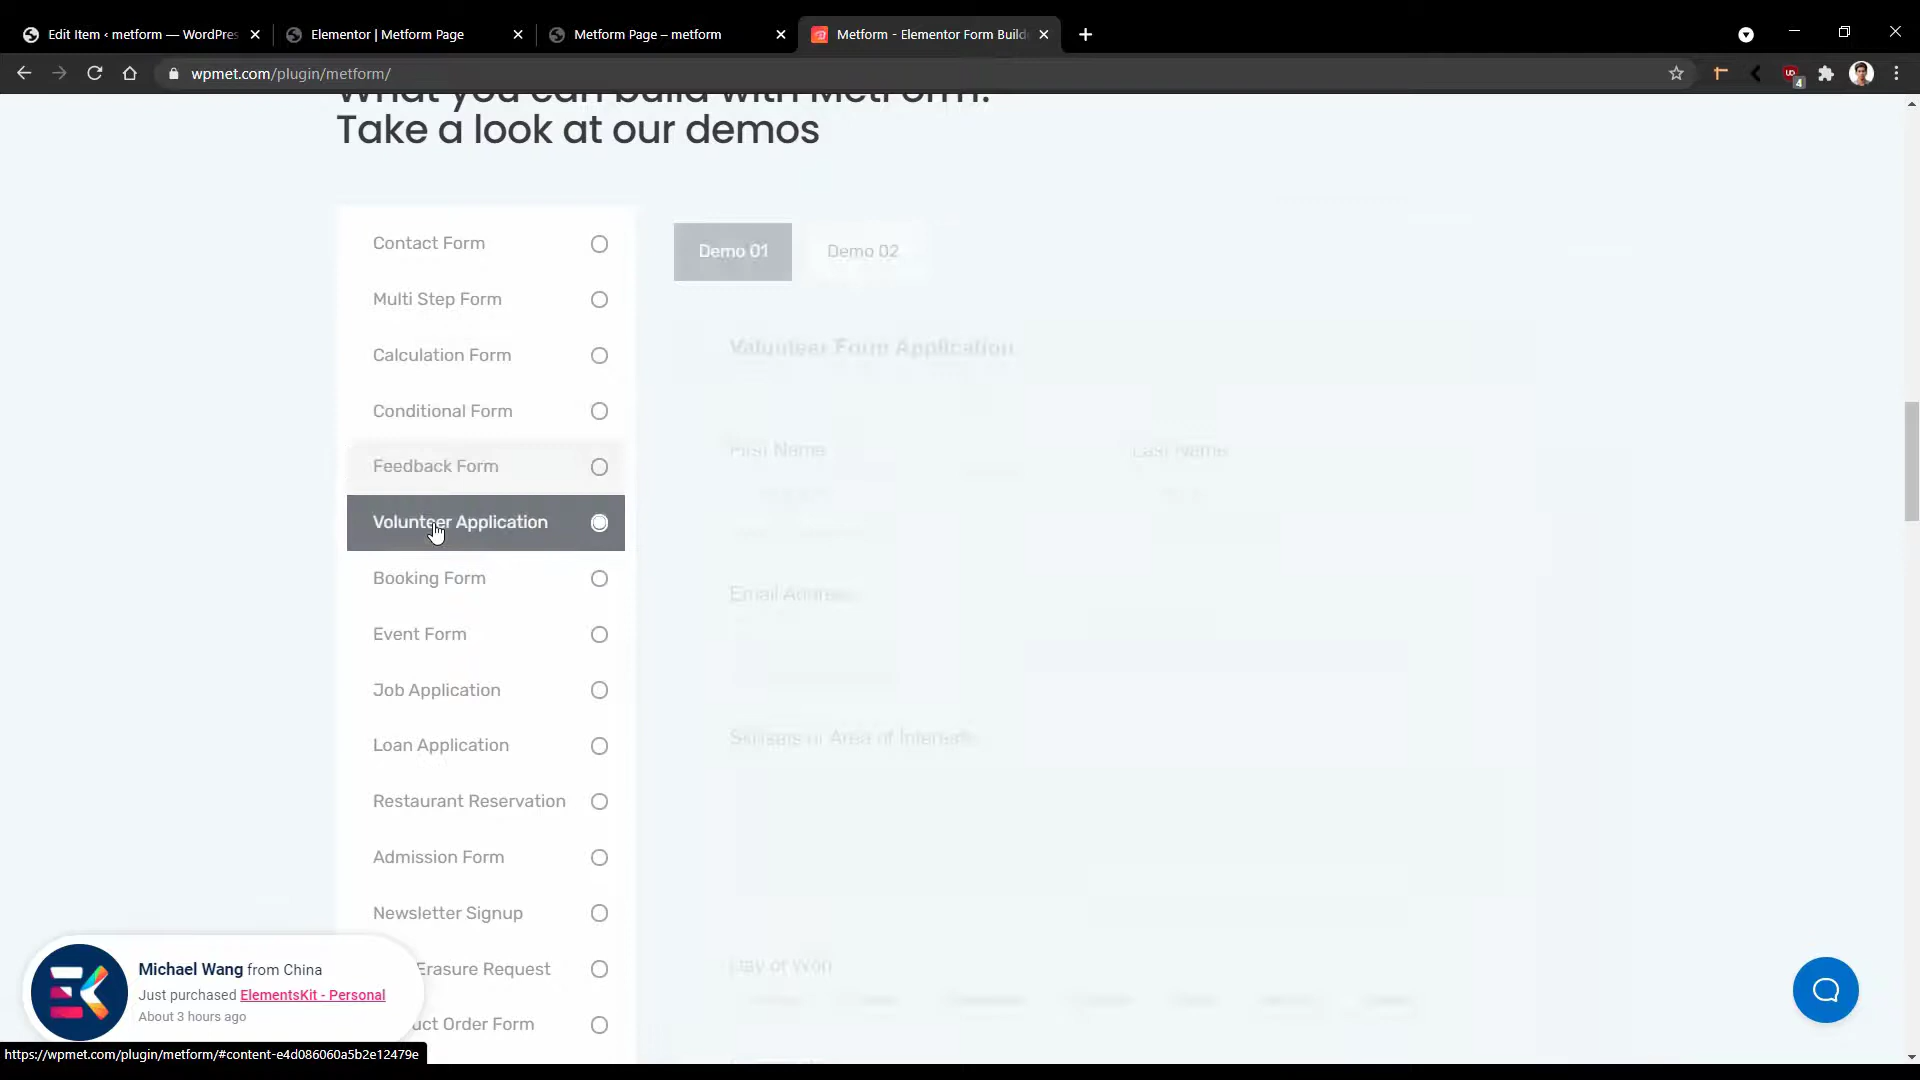 Edit Item ‹ metform — WordPres
Elementor | Metform Page
Metform Page – metform
Metform - Elementor Form Build
wpmet.com/plugin/metform/
4
What you can build with MetForm?
Take a look at our demos
Contact Form
Multi Step Form
Calculation Form
Conditional Form
Feedback Form
Volunteer Application
Booking Form
Event Form
Job Application
Loan Application
Restaurant Reservation
Admission Form
Newsletter Signup
Erasure Request
uct Order Form
Demo 01
Demo 02
Volunteer Form Application
First Name
Last Name
Email Address
Skillsets or Area of Interests
Day of Work
Michael Wang from China
Just purchased ElementsKit - Personal
About 3 hours ago
https://wpmet.com/plugin/metform/#content-e4d086060a5b2e12479e